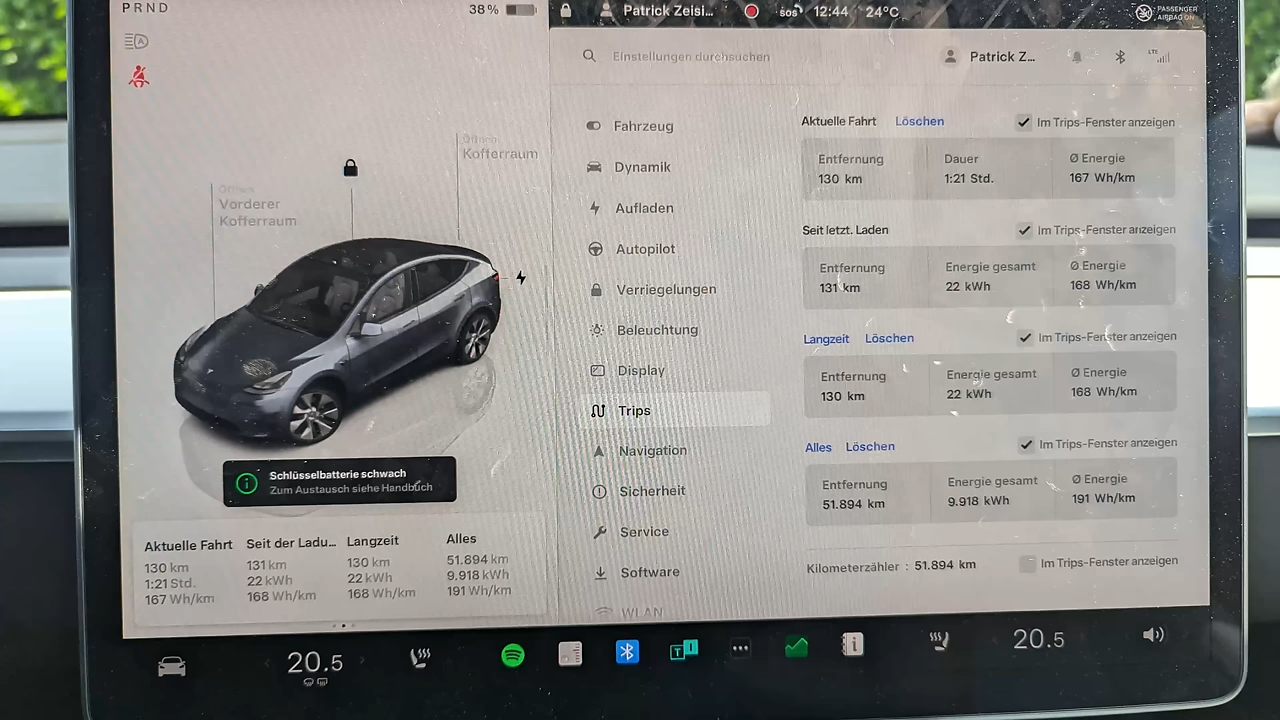 PRND
38 %
Patrick Zeisi...
sos
12:44
24°C
PASSENGER
AIRBAG ON
Einstellungen durchsuchen
Patrick Z...
LTE
Öffnen
Vorderer
Kofferraum
Öffnen
Kofferraum
Schlüsselbatterie schwach
Zum Austausch siehe Handbuch
Aktuelle Fahrt
130 km
1:21 Std.
167 Wh/km
Seit der Ladu...
131 km
22 kWh
168 Wh/km
Langzeit
130 km
22 kWh
168 Wh/km
Alles
51.894 km
9.918 kWh
191 Wh/km
Fahrzeug
Dynamik
Aufladen
Autopilot
Verriegelungen
Beleuchtung
Display
Trips
Navigation
Sicherheit
Service
Software
WLAN
Aktuelle Fahrt Löschen Im Trips-Fenster anzeigen
Entfernung Dauer Ø Energie
130 km 1:21 Std. 167 Wh/km
Seit letzt. Laden Im Trips-Fenster anzeigen
Entfernung Energie gesamt Ø Energie
131 km 22 kWh 168 Wh/km
Langzeit Löschen Im Trips-Fenster anzeigen
Entfernung Energie gesamt Ø Energie
130 km 22 kWh 168 Wh/km
Alles Löschen Im Trips-Fenster anzeigen
Entfernung Energie gesamt Ø Energie
51.894 km 9.918 kWh 191 Wh/km
Kilometerzähler : 51.894 km Im Trips-Fenster anzeigen
20.5
20.5